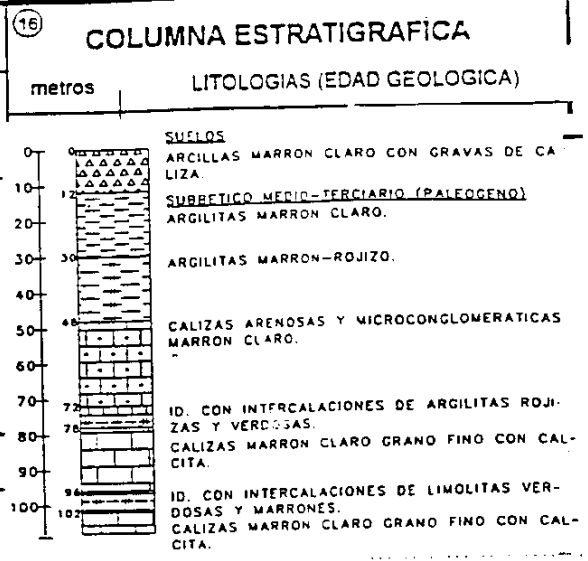 16
COLUMNA ESTRATIGRAFICA
metros
LITOLOGIAS (EDAD GEOLOGICA)
SUELOS
0 0
ARCILLAS MARRON CLARO CON GRAVAS DE CA-
LIZA.
10 12
SUBBETICO MEDIO-TERCIARIO (PALEOGENO)
ARGILITAS MARRON CLARO.
20
30 30
ARGILITAS MARRON-ROJIZO.
40
48
CALIZAS ARENOSAS Y MICROCONGLOMERATICAS
50
MARRON CLARO.
60
70 72
ID. CON INTERCALACIONES DE ARGILITAS ROJI-
ZAS Y VERDOSAS.
80
CALIZAS MARRON CLARO GRANO FINO CON CAL-
CITA.
90
ID. CON INTERCALACIONES DE LIMOLITAS VER-
100 102
DOSAS Y MARRONES.
CALIZAS MARRON CLARO GRANO FINO CON CAL-
CITA.